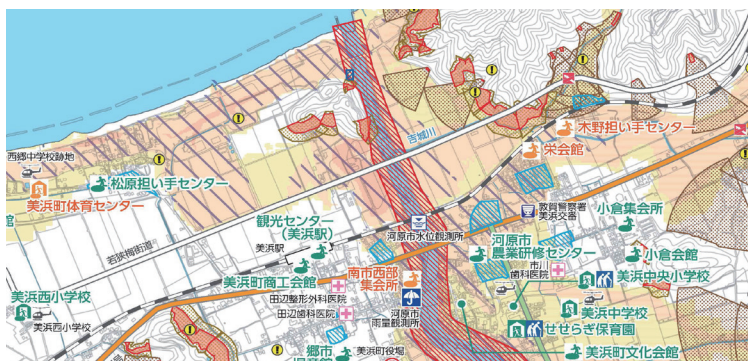 木野担い手センター
栄会館
耳川
西郷中学校跡地
松原担い手センター
美浜町体育センター
館
敦賀警察署
美浜交番
小倉集会所
観光センター
(美浜駅)
美浜駅
河原市水位観測所
河原市
農業研修センター
若狭梅街道
市川
歯科医院
小倉会館
美浜町商工会館
南市西部
集会所
美浜中央小学校
美浜西小学校
美浜西小学校
田辺整形外科医院
田辺歯科医院
河原市
雨量観測所
美浜中学校
せせらぎ保育園
郷市
美浜町役場
美浜町文化会館